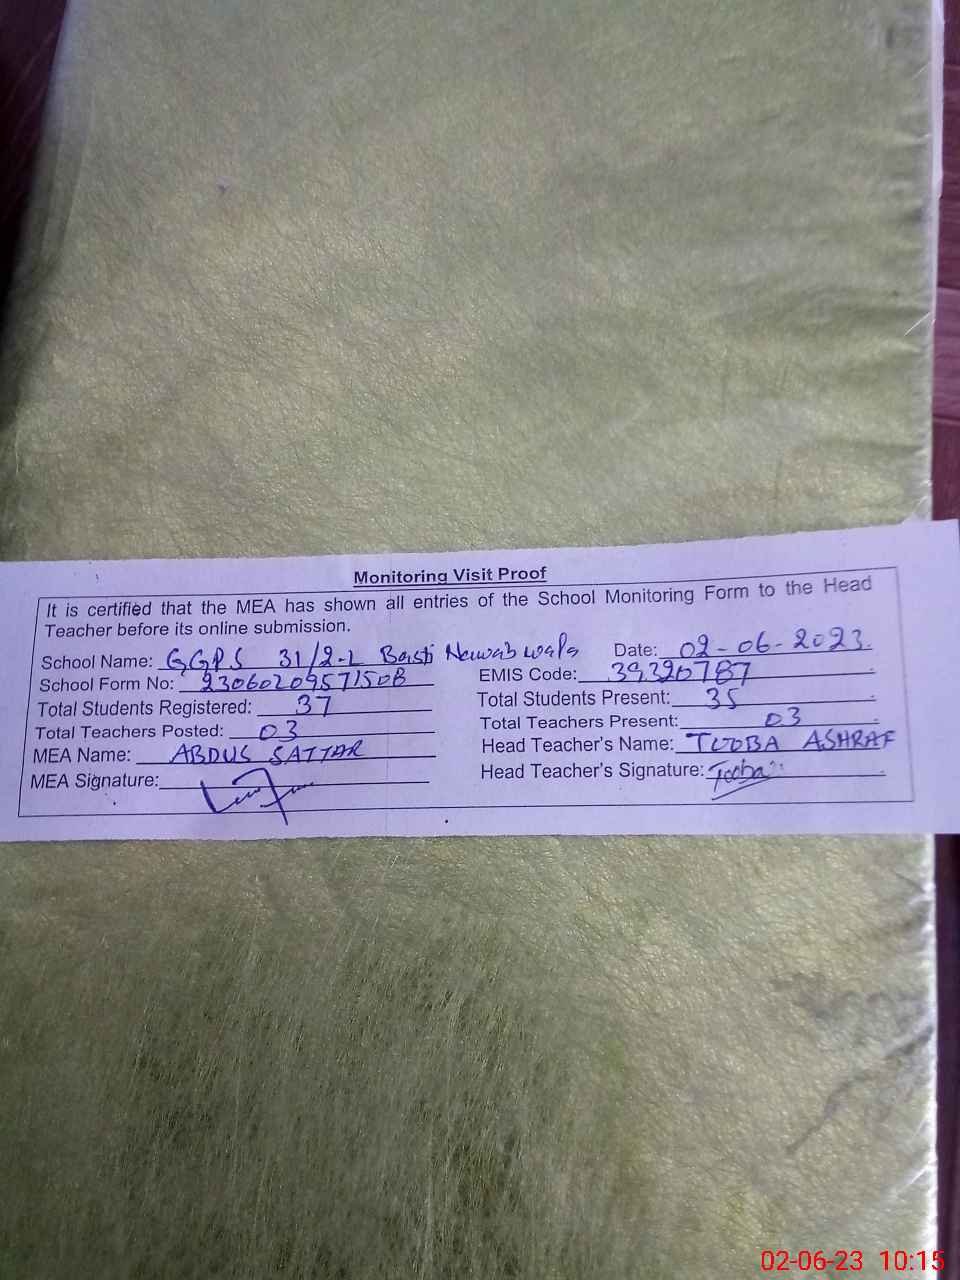 Monitoring Visit Proof
It is certified that the MEA has shown all entries of the School Monitoring Form to the Head
Teacher before its online submission.
School Name: GGPS 31/2-L Basti Nawab wala Date: 02-06-2023
School Form No: EMIS Code: 39320787
Total Students Registered: 37 Total Students Present: 35
Total Teachers Posted: 03 Total Teachers Present: 03
MEA Name: ABDUS SATTAR Head Teacher's Name: TOOBA ASHRAF
MEA Signature: Head Teacher's Signature: Tooba
02-06-23 10:15